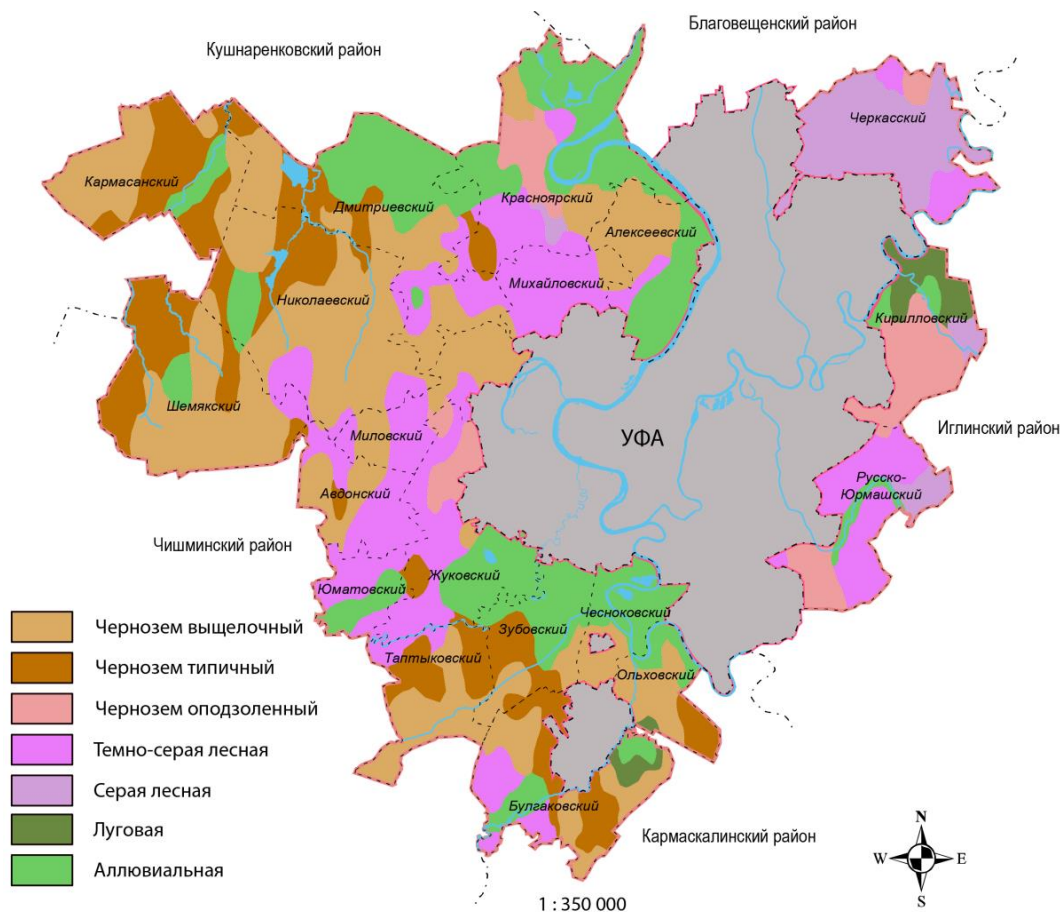 Благовещенский район
Кушнаренковский район
Черкасский
Кармасанский
Дмитриевский
Красноярский
Алексеевский
Николаевский
Михайловский
Кирилловский
Шемякский
Миловский
УФА
Иглинский район
Авдонский
Русско-
Юрмашский
Чишминский район
Юматовский
Жуковский
Чесноковский
Зубовский
Таптыковский
Ольховский
Булгаковский
Кармаскалинский район
Чернозем выщелочный
Чернозем типичный
Чернозем оподзоленный
Темно-серая лесная
Серая лесная
Луговая
Аллювиальная
1 : 350 000
N
W E
S